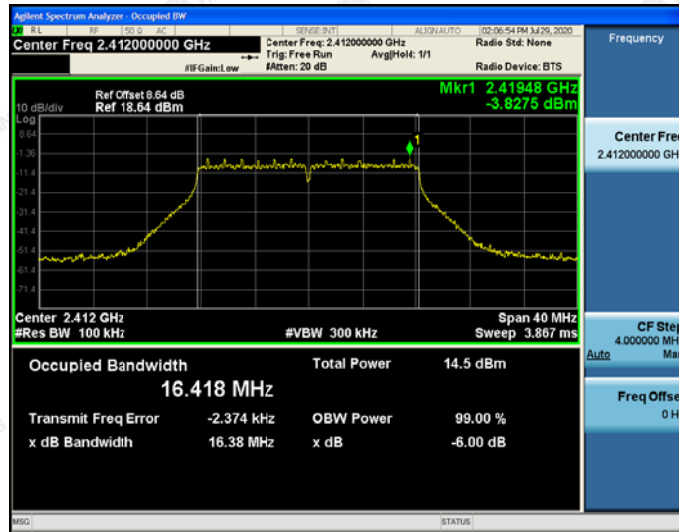 Agilent Spectrum Analyzer - Occupied BW
RL RF 50 Ω AC SENSE:INT ALIGN AUTO 02:06:54 PM Jul 29, 2020
Center Freq 2.412000000 GHz
Center Freq: 2.412000000 GHz
Radio Std: None
Trig: Free Run Avg|Hold: 1/1
#IFGain:Low #Atten: 20 dB Radio Device: BTS
Ref Offset 8.64 dB
10 dB/div Ref 18.64 dBm
Mkr1 2.41948 GHz
-3.8275 dBm
Log
8.64
-1.36
-11.4
-21.4
-31.4
-41.4
-51.4
-61.4
-71.4
1
Center 2.412 GHz Span 40 MHz
#Res BW 100 kHz #VBW 300 kHz Sweep 3.867 ms
Occupied Bandwidth Total Power 14.5 dBm
16.418 MHz
Transmit Freq Error -2.374 kHz OBW Power 99.00 %
x dB Bandwidth 16.38 MHz x dB -6.00 dB
MSG STATUS
Frequency
Center Fre
2.412000000 GH
CF Step
4.000000 MH
Auto Ma
Freq Offse
0 H